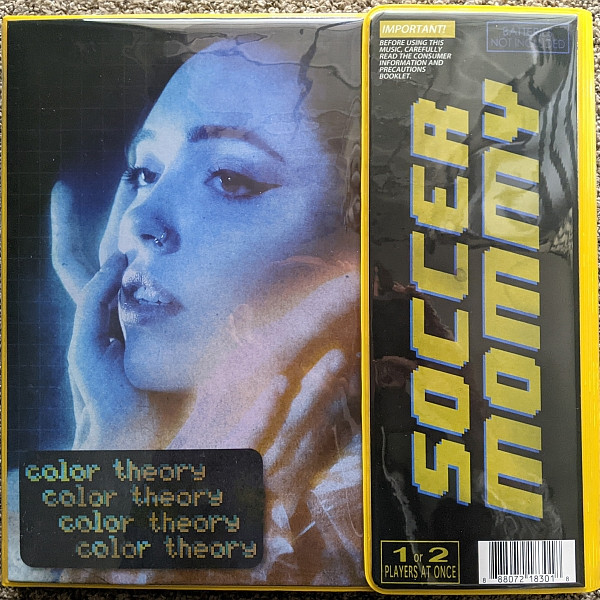 IMPORTANT!
BEFORE USING THIS
MUSIC, CAREFULLY
READ THE CONSUMER
INFORMATION AND
PRECAUTIONS
BOOKLET.
BATTERIES
NOT INCLUDED
SOCCER
MOMMY
color theory
color theory
color theory
color theory
1 or 2
PLAYERS AT ONCE
8 88072 18301 8